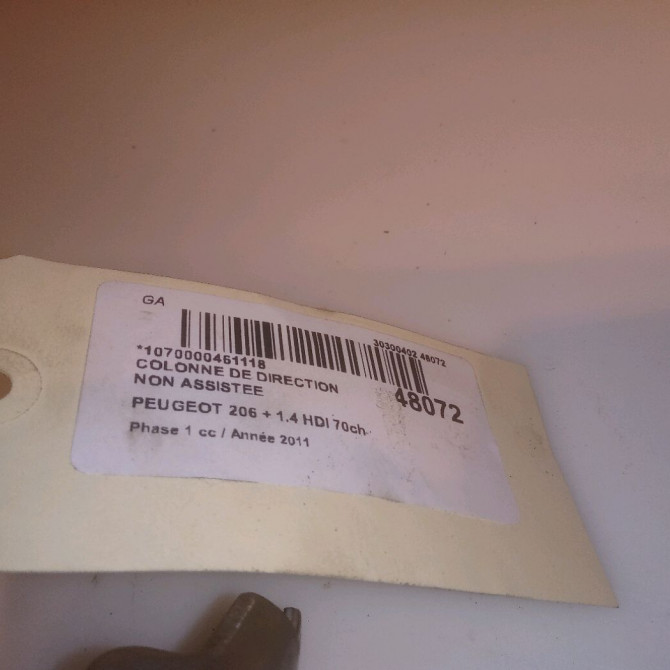 GA
30300402 48072
*1070000461118
COLONNE DE DIRECTION
NON ASSISTEE
48072
PEUGEOT 206 + 1.4 HDI 70ch
Phase 1 cc / Année 2011